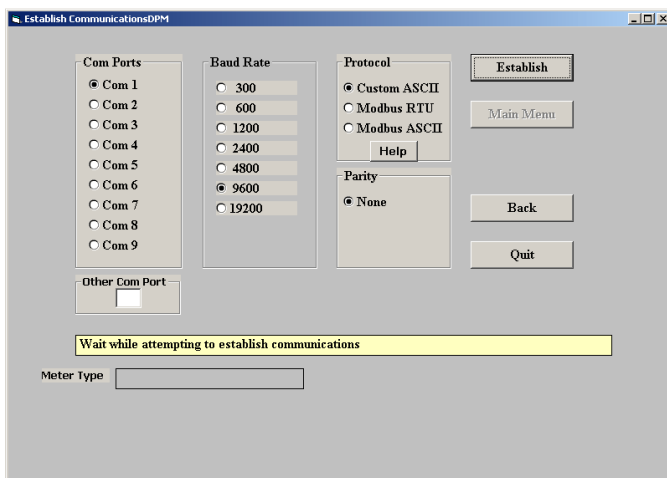 Establish CommunicationsDPM
Com Ports
Com 1
Com 2
Com 3
Com 4
Com 5
Com 6
Com 7
Com 8
Com 9
Other Com Port
Baud Rate
300
600
1200
2400
4800
9600
19200
Protocol
Custom ASCII
Modbus RTU
Modbus ASCII
Help
Parity
None
Establish
Main Menu
Back
Quit
Wait while attempting to establish communications
Meter Type